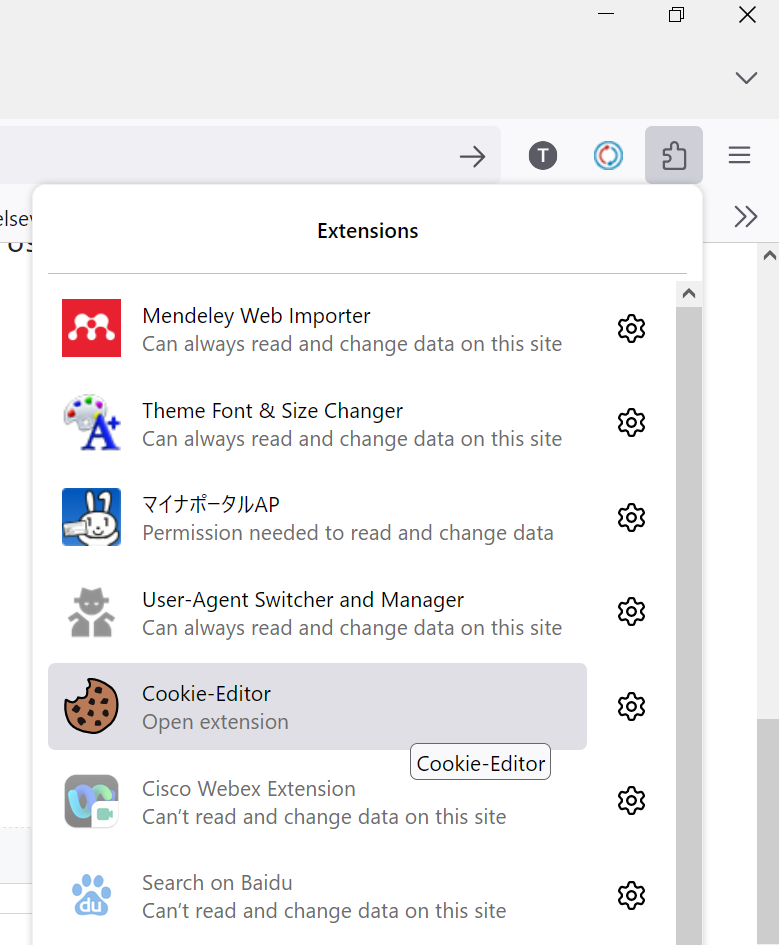 T
Extensions
Mendeley Web Importer
Can always read and change data on this site
Theme Font & Size Changer
Can always read and change data on this site
A+
マイナポータルAP
Permission needed to read and change data
User-Agent Switcher and Manager
Can always read and change data on this site
Cookie-Editor
Open extension
Cookie-Editor
Cisco Webex Extension
Can’t read and change data on this site
Search on Baidu
Can’t read and change data on this site
du